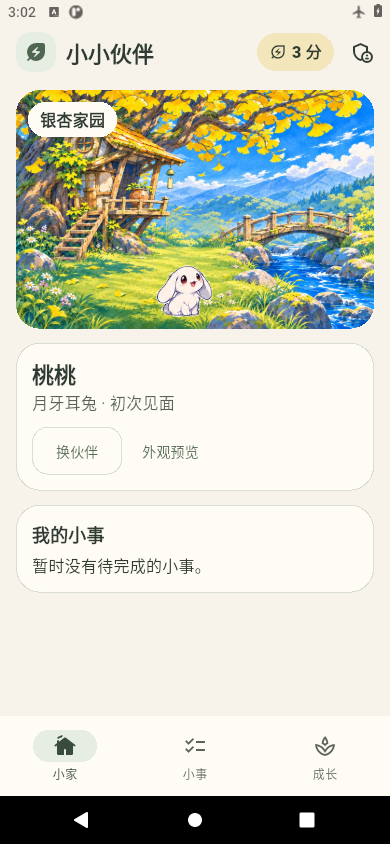 3:02
小小伙伴
3 分
银杏家园
桃桃
月牙耳兔 · 初次见面
换伙伴
外观预览
我的小事
暂时没有待完成的小事。
小家
小事
成长